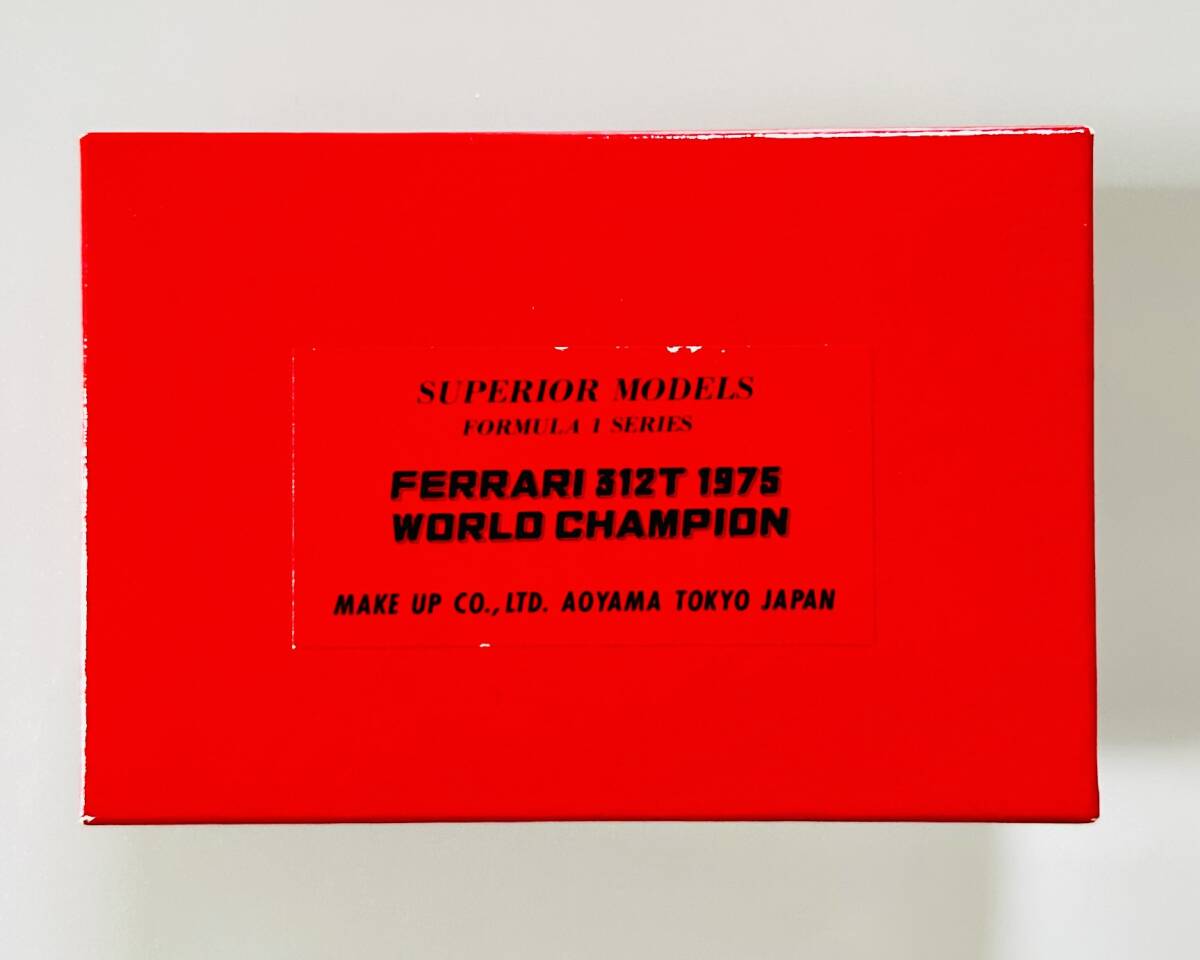 SUPERIOR MODELS
FORMULA 1 SERIES
FERRARI 312T 1975
WORLD CHAMPION
MAKE UP CO.,LTD. AOYAMA TOKYO JAPAN